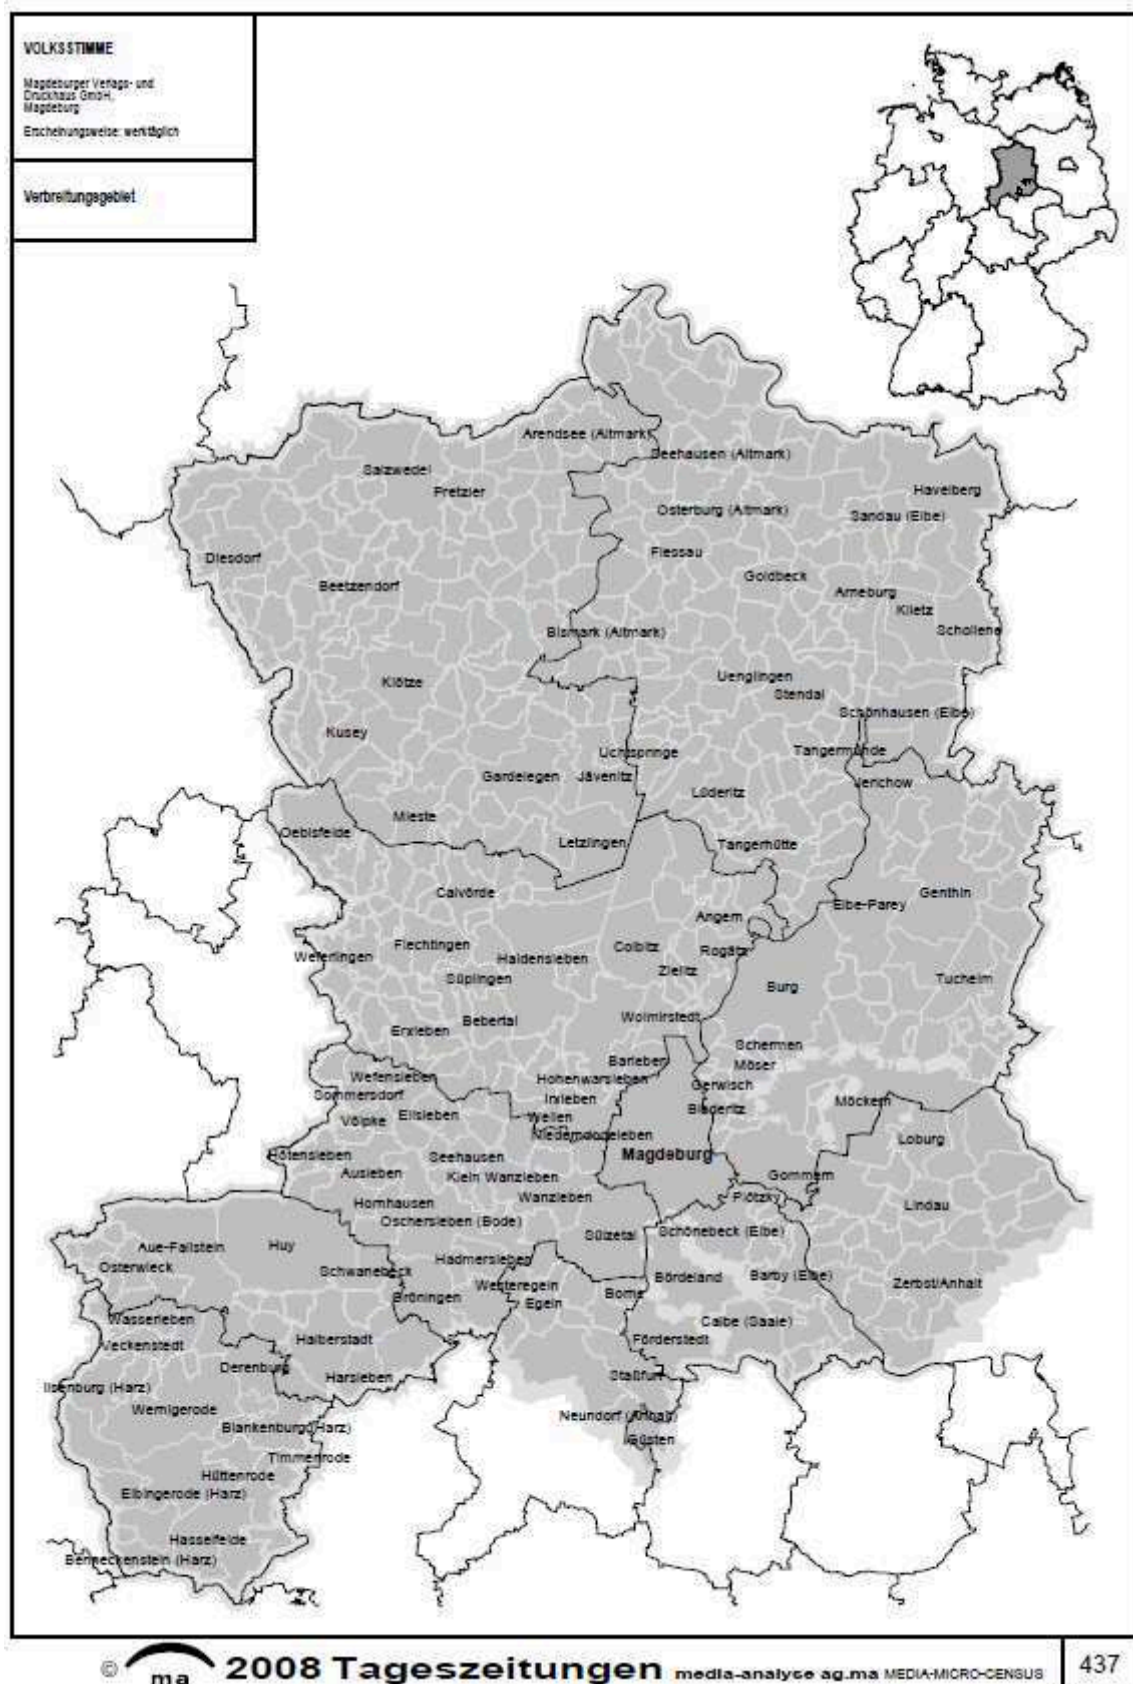 VOLKSSTIMME
Magdeburger Verlags- und
Druckhaus GmbH,
Magdeburg
Erscheinungsweise: werktäglich
Verbreitungsgebiet
Arendsee (Altmark)
Seehausen (Altmark)
Salzwedel
Pretzier
Havelberg
Osterburg (Altmark)
Sandau (Elbe)
Flessau
Diesdorf
Goldbeck
Beetzendorf
Arneburg
Klietz
Schollene
Bismark (Altmark)
Uenglingen
Klötze
Stendal
Schönhausen (Elbe)
Kusey
Uchtspringe
Tangermünde
Gardelegen
Jävenitz
Jerichow
Lüderitz
Mieste
Oebisfelde
Letzlingen
Tangerhütte
Calvörde
Genthin
Elbe-Parey
Angern
Flechtingen
Colbitz
Rogätz
Weferlingen
Haldensleben
Zielitz
Süplingen
Tucheim
Burg
Wolmirstedt
Bebertal
Erxleben
Schermen
Barleben
Möser
Wefensleben
Hohenwarsleben
Gerwisch
Sommersdorf
Irxleben
Möckern
Biederitz
Eilsleben
Wellen
Völpke
Niederndodeleben
Loburg
Hötensleben
Seehausen
Magdeburg
Ausleben
Klein Wanzleben
Gommern
Wanzleben
Plötzky
Hornhausen
Lindau
Oschersleben (Bode)
Schönebeck (Elbe)
Sülzetal
Aue-Fallstein
Huy
Hadmersleben
Osterwieck
Schwanebeck
Bördeland
Barby (Elbe)
Zerbst/Anhalt
Westeregeln
Borne
Gröningen
Egeln
Wasserleben
Calbe (Saale)
Halberstadt
Förderstedt
Veckenstedt
Derenburg
Harsleben
Staßfurt
Ilsenburg (Harz)
Wernigerode
Neundorf (Anhalt)
Blankenburg (Harz)
Güsten
Timmenrode
Hüttenrode
Elbingerode (Harz)
Hasselfelde
Benneckenstein (Harz)
© ma 2008 Tageszeitungen media-analyse ag.ma MEDIA-MICRO-CENSUS 437